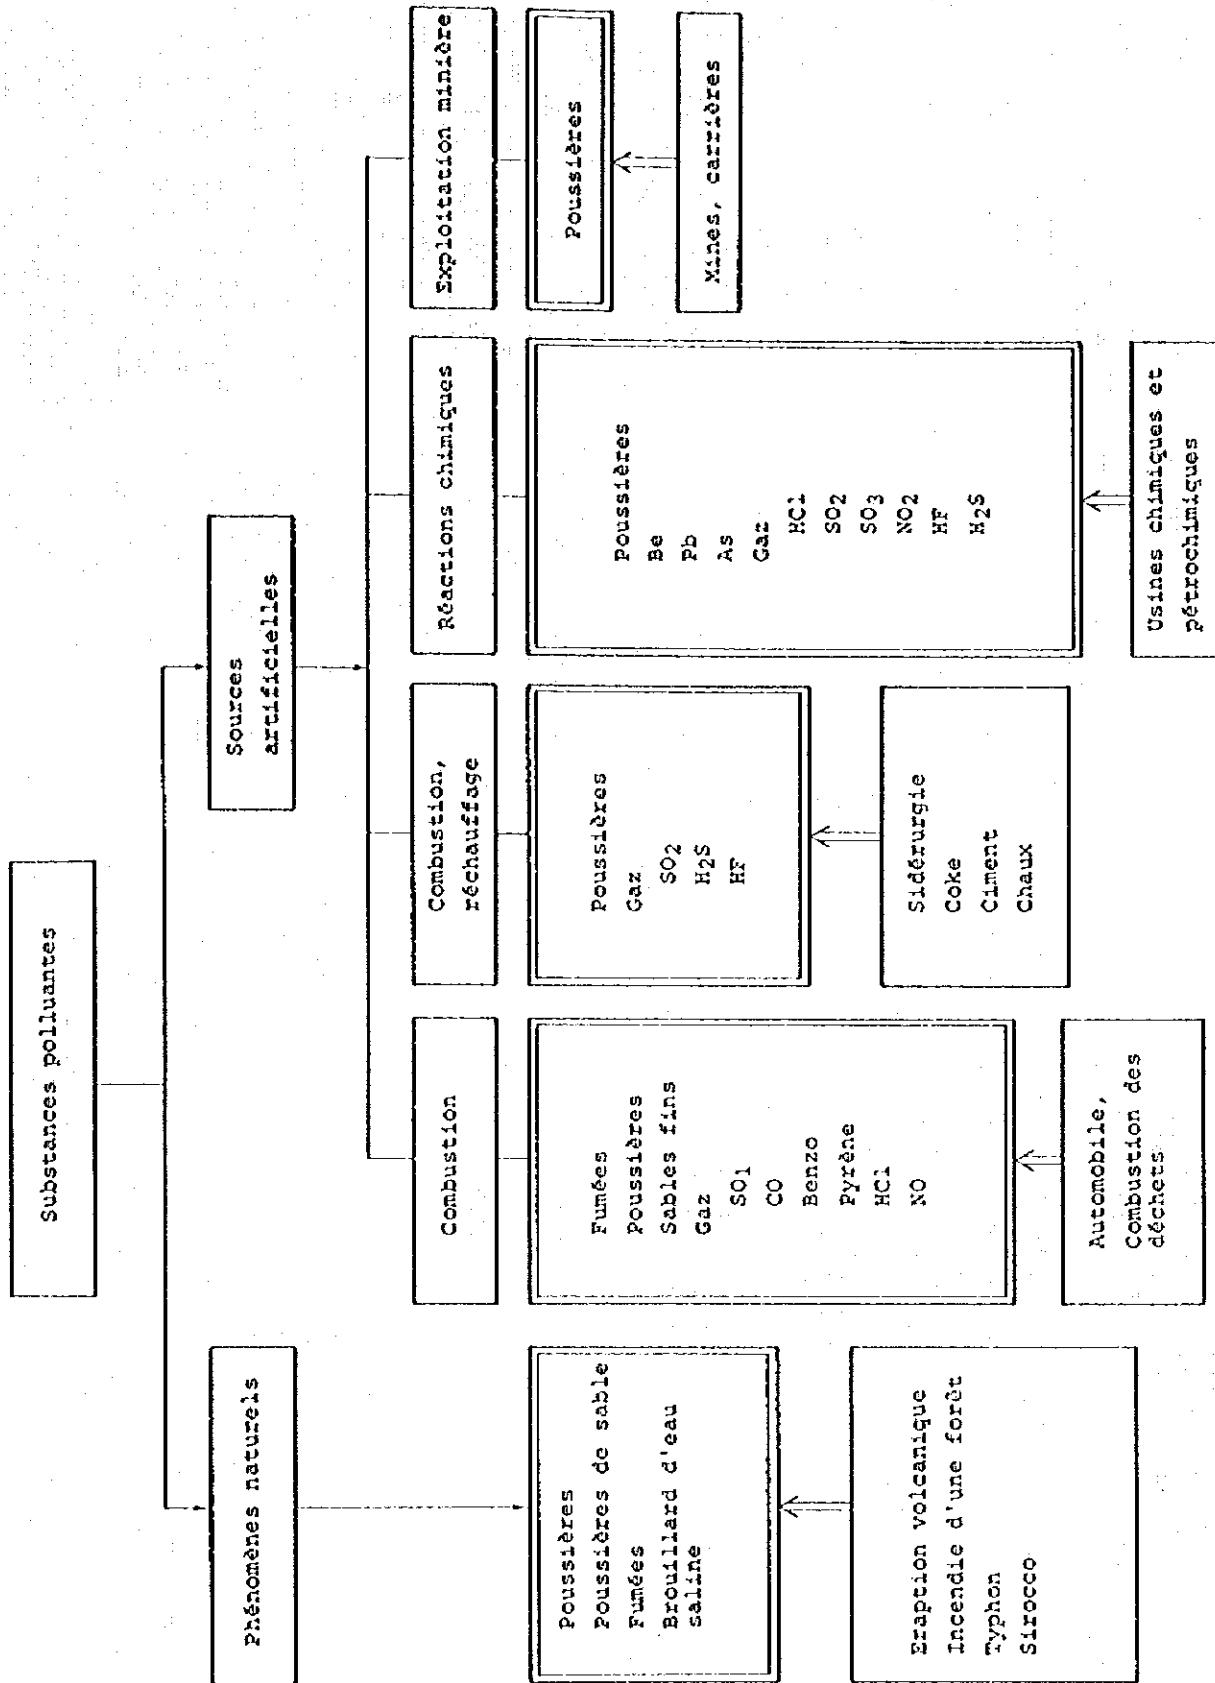 Substances polluantes
Phénomènes naturels
Sources
artificielles
Combustion
Combustion,
réchauffage
Réactions chimiques
Exploitation minière
Poussières
Poussières de sable
Fumées
Brouillard d'eau
saline
Fumées
Poussières
Sables fins
Gaz
SO1
CO
Benzo
Pyrène
HCl
NO
Poussières
Gaz
SO2
H2S
HF
Poussières
Be
Pb
As
Gaz
HCl
SO2
SO3
NO2
HF
H2S
Poussières
Eraption volcanique
Incendie d'une forêt
Typhon
Sirocco
Automobile,
Combustion des
déchets
Sidérurgie
Coke
Ciment
Chaux
Usines chimiques et
pétrochimiques
Mines, carrières